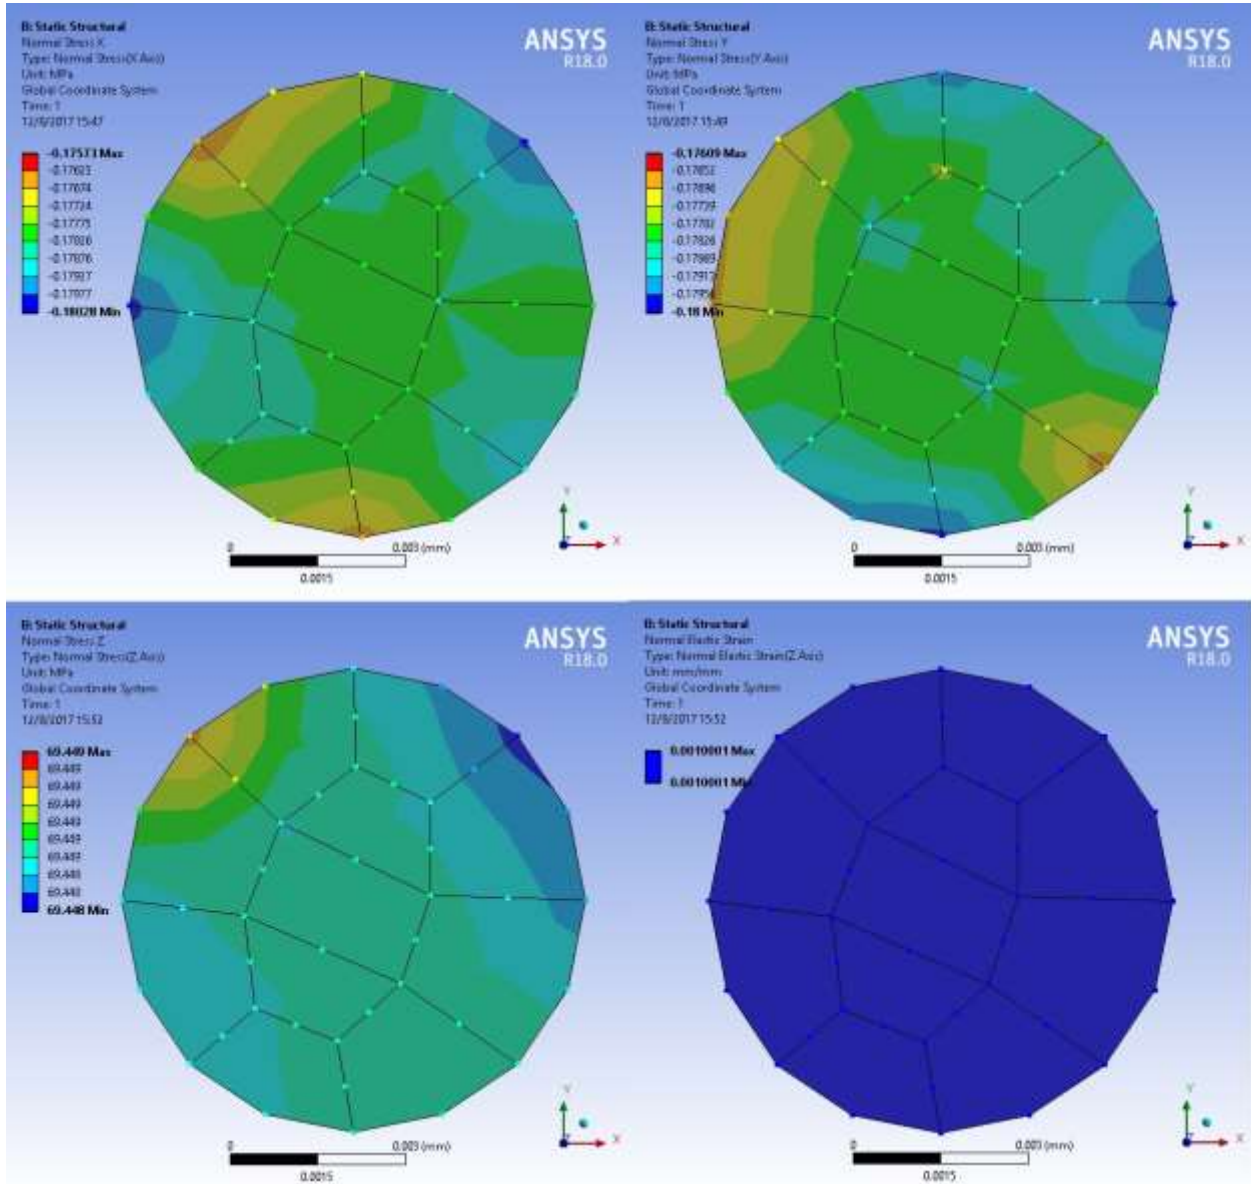 B: Static Structural
Normal Stress X
Type: Normal Stress(X Axis)
Unit: MPa
Global Coordinate System
Time: 1
12/8/2017 15:47
ANSYS
R18.0
-0.17573 Max
-0.17623
-0.17674
-0.17724
-0.17775
-0.17826
-0.17876
-0.17927
-0.17977
-0.18028 Min
0
0.003 (mm)
0.0015
Y
X
B: Static Structural
Normal Stress Y
Type: Normal Stress(Y Axis)
Unit: MPa
Global Coordinate System
Time: 1
12/8/2017 15:49
ANSYS
R18.0
-0.17609 Max
-0.17652
-0.17696
-0.17739
-0.17782
-0.17826
-0.17869
-0.17913
-0.18 Min
0
0.003 (mm)
0.0015
Y
X
B: Static Structural
Normal Stress Z
Type: Normal Stress(Z Axis)
Unit: MPa
Global Coordinate System
Time: 1
12/8/2017 15:52
ANSYS
R18.0
69.449 Max
69.449
69.449
69.449
69.449
69.449
69.448
69.448
69.448 Min
0
0.003 (mm)
0.0015
Y
X
B: Static Structural
Normal Elastic Strain
Type: Normal Elastic Strain(Z Axis)
Unit: mm/mm
Global Coordinate System
Time: 1
12/8/2017 15:52
ANSYS
R18.0
0.0010001 Max
0.0010001
0
0.003 (mm)
0.0015
Y
X